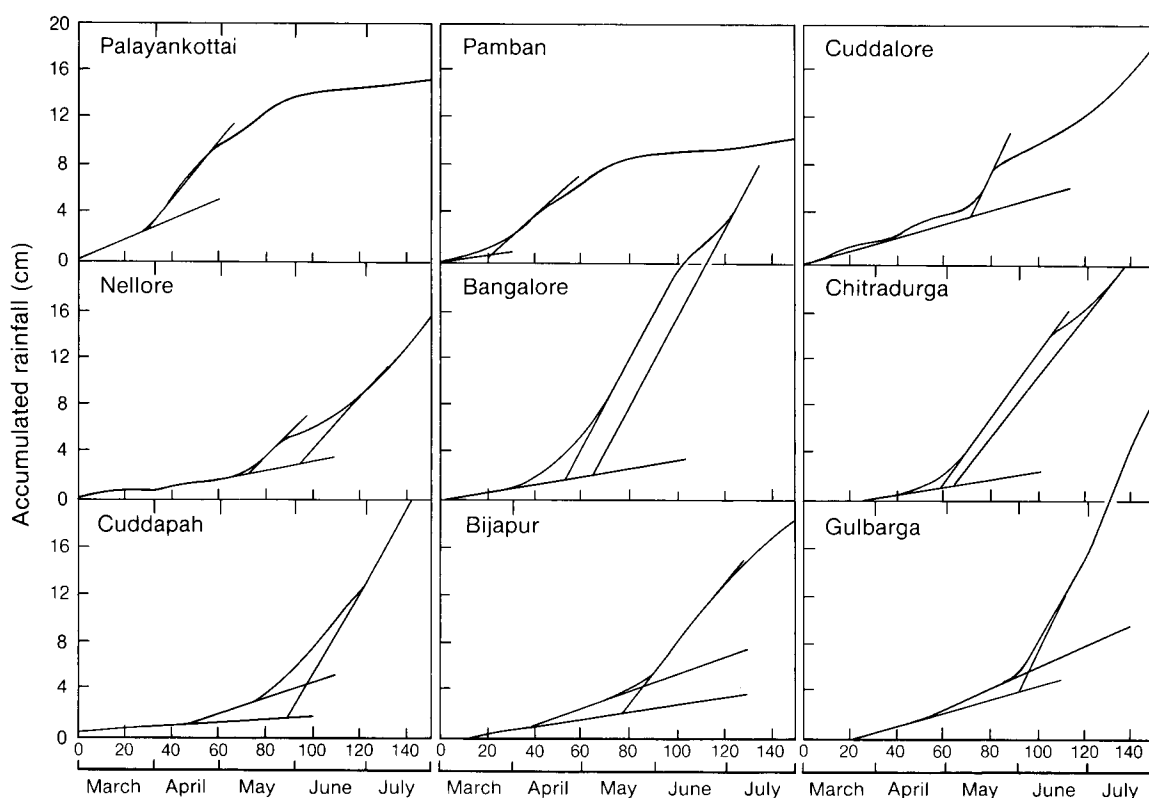 Accumulated rainfall (cm)
20
16
12
8
4
0
Palayankottai
Pamban
Cuddalore
16
12
8
4
0
Nellore
Bangalore
Chitradurga
16
12
8
4
0
Cuddapah
Bijapur
Gulbarga
0 20 40 60 80 100 120 140
0 20 40 60 80 100 120 140
0 20 40 60 80 100 120 140
March April May June July
March April May June July
March April May June July